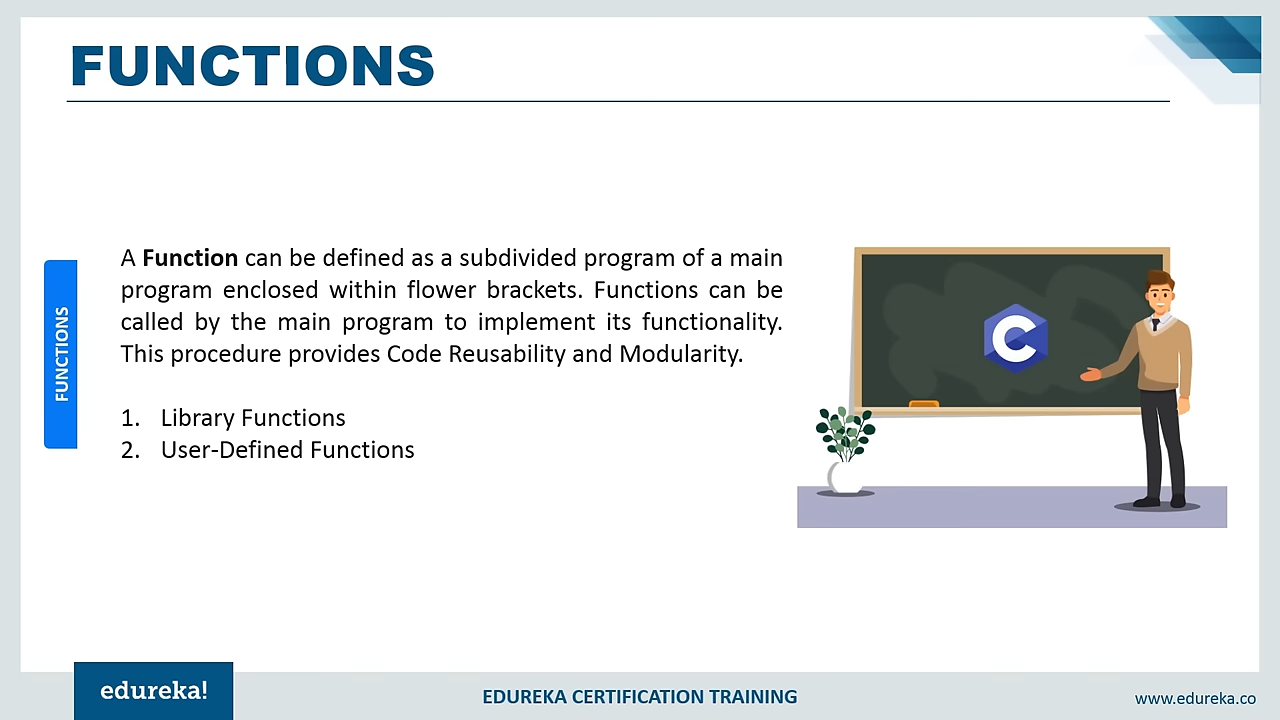 FUNCTIONS
FUNCTIONS
A Function can be defined as a subdivided program of a main
program enclosed within flower brackets. Functions can be
called by the main program to implement its functionality.
This procedure provides Code Reusability and Modularity.
1. Library Functions
2. User-Defined Functions
C
edureka!
EDUREKA CERTIFICATION TRAINING
www.edureka.co